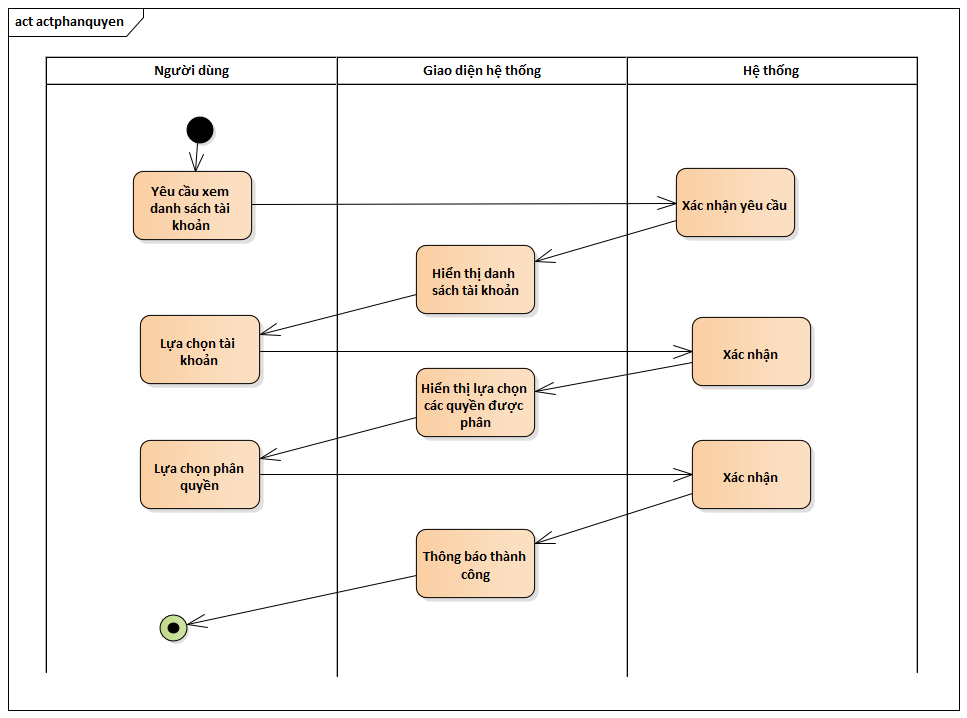 act actphanquyen
Người dùng
Giao diện hệ thống
Hệ thống
Yêu cầu xem
danh sách tài
khoản
Xác nhận yêu cầu
Hiển thị danh
sách tài khoản
Lựa chọn tài
khoản
Xác nhận
Hiển thị lựa chọn
các quyền được
phân
Lựa chọn phân
quyền
Xác nhận
Thông báo thành
công